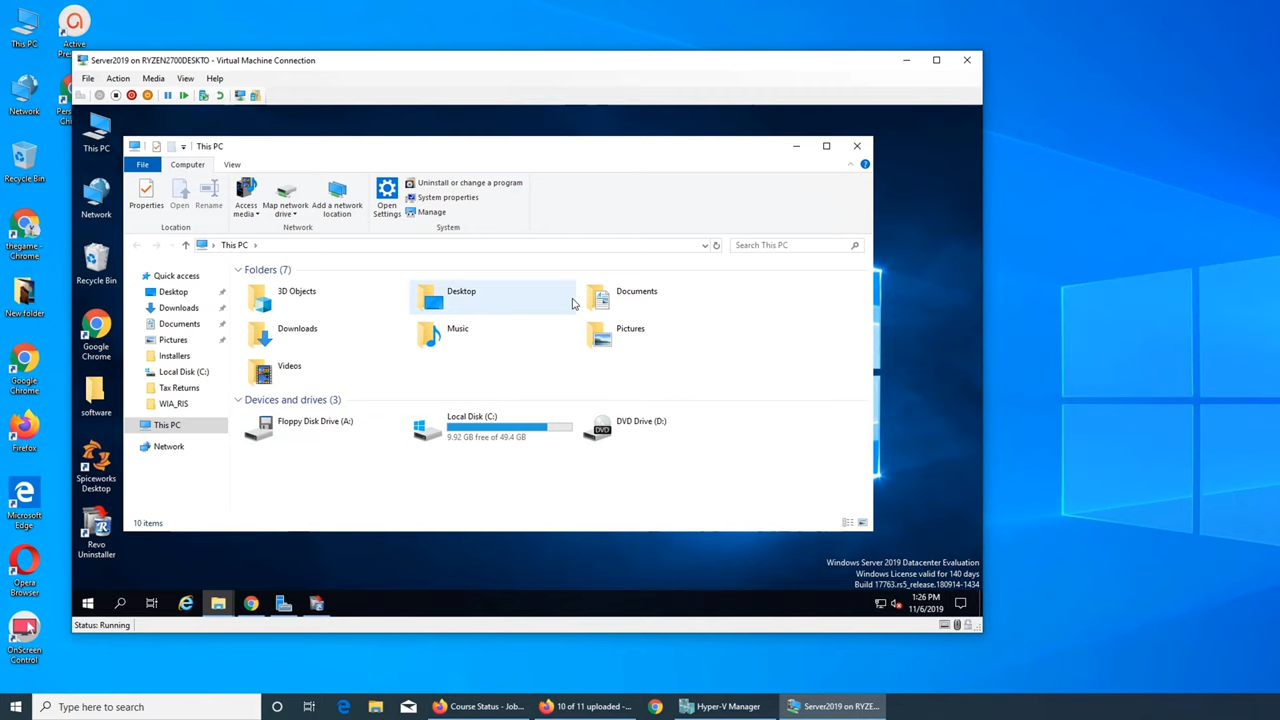 This PC
Active
Pre
Network
Recycle Bin
thegame -
Chrome
New folder
Google
Chrome
Firefox
Microsoft
Edge
Opera
Browser
OnScreen
Control
Server2019 on RYZEN2700DESKTO - Virtual Machine Connection
File Action Media View Help
This PC
Network
Recycle Bin
Google
Chrome
software
Spiceworks
Desktop
Revo
Uninstaller
This PC
File Computer View
Properties Open Rename
Location
Access
media
Map network
drive
Add a network
location
Network
Open
Settings
Uninstall or change a program
System properties
Manage
System
This PC
Search This PC
Quick access
Desktop
Downloads
Documents
Pictures
Installers
Local Disk (C:)
Tax Returns
WIA_RIS
This PC
Network
Folders (7)
3D Objects
Desktop
Documents
Downloads
Music
Pictures
Videos
Devices and drives (3)
Floppy Disk Drive (A:)
Local Disk (C:)
9.92 GB free of 49.4 GB
DVD
DVD Drive (D:)
10 items
Windows Server 2019 Datacenter Evaluation
Windows License valid for 140 days
Build 17763.rs5_release.180914-1434
1:26 PM
11/6/2019
Status: Running
Type here to search
Course Status - Job...
10 of 11 uploaded -...
Hyper-V Manager
Server2019 on RYZE...